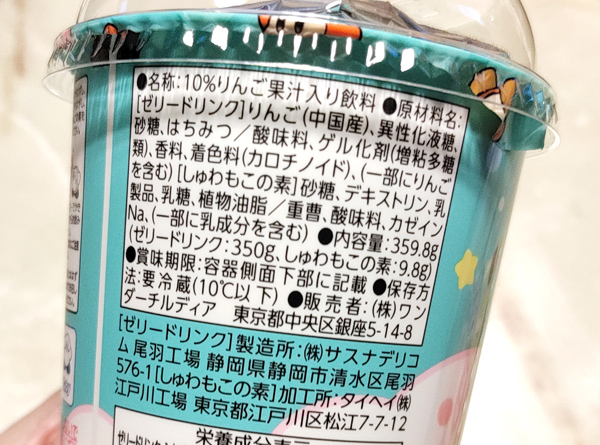 ●名称:10%りんご果汁入り飲料 ●原材料名:
[ゼリードリンク]りんご(中国産)、異性化液糖、
砂糖、はちみつ/酸味料、ゲル化剤(増粘多糖
類)、香料、着色料(カロチノイド)、(一部にりんご
を含む)[しゅわもこの素]砂糖、デキストリン、乳
製品、乳糖、植物油脂/重曹、酸味料、カゼイン
Na、(一部に乳成分を含む) ●内容量:359.8g
(ゼリードリンク:350g、しゅわもこの素:9.8g)
●賞味期限:容器側面下部に記載 ●保存方
法:要冷蔵(10℃以下) ●販売者:(株)ワン
ダーチルディア 東京都中央区銀座5-14-8
[ゼリードリンク]製造所:(株)サスナデリコ
ム尾羽工場 静岡県静岡市清水区尾羽
576-1[しゅわもこの素]加工所:タイヘイ(株)
江戸川工場 東京都江戸川区松江7-7-12
栄養成分表示